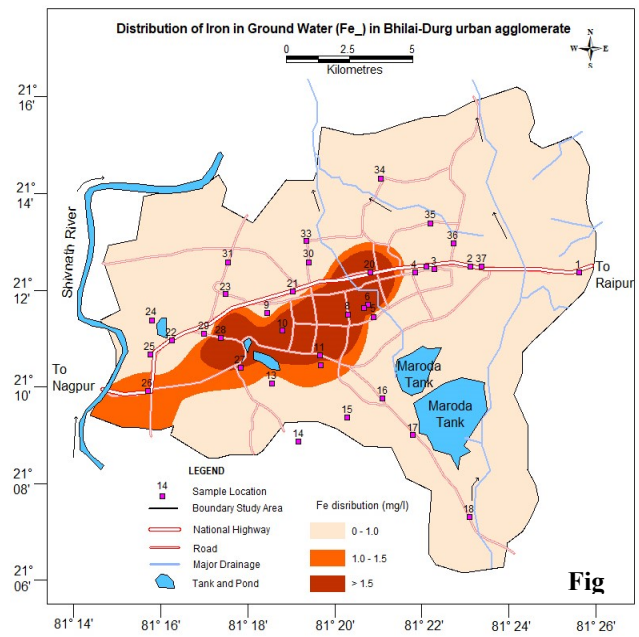 Distribution of Iron in Ground Water (Fe_) in Bhilai-Durg urban agglomerate
0 2.5 5
Kilometres
N
W E
S
21
16'
21
14'
21
12'
21
10'
21
08'
21
06'
Shivnath River
34
35
33
36
31
30
20
4
3
2
37
1
To
Raipur
23
21
24
9
6
5
8
22
29
28
10
25
11
27
To
Nagpur
26
13
16
Maroda
Tank
Maroda
Tank
15
14
17
18
LEGEND
14
Sample Location
Boundary Study Area
National Highway
Road
Major Drainage
Tank and Pond
Fe disribution (mg/l)
0 - 1.0
1.0 - 1.5
> 1.5
Fig
81° 14' 81° 16' 81° 20' 81° 20' 81° 22' 81° 24' 81° 26'